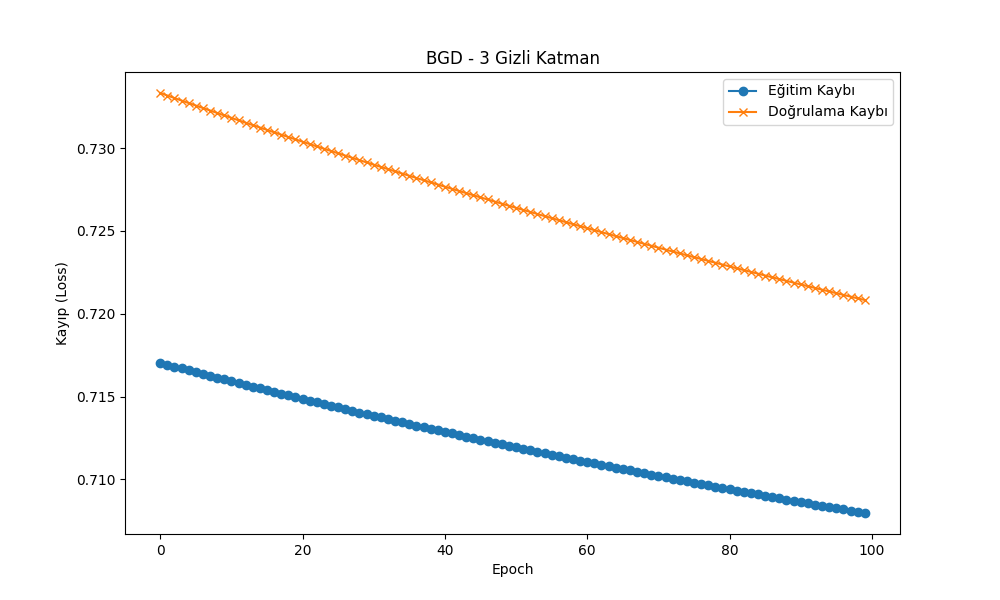 BGD - 3 Gizli Katman
Eğitim Kaybı
Doğrulama Kaybı
Kayıp (Loss)
0.730
0.725
0.720
0.715
0.710
0
20
40
60
80
100
Epoch